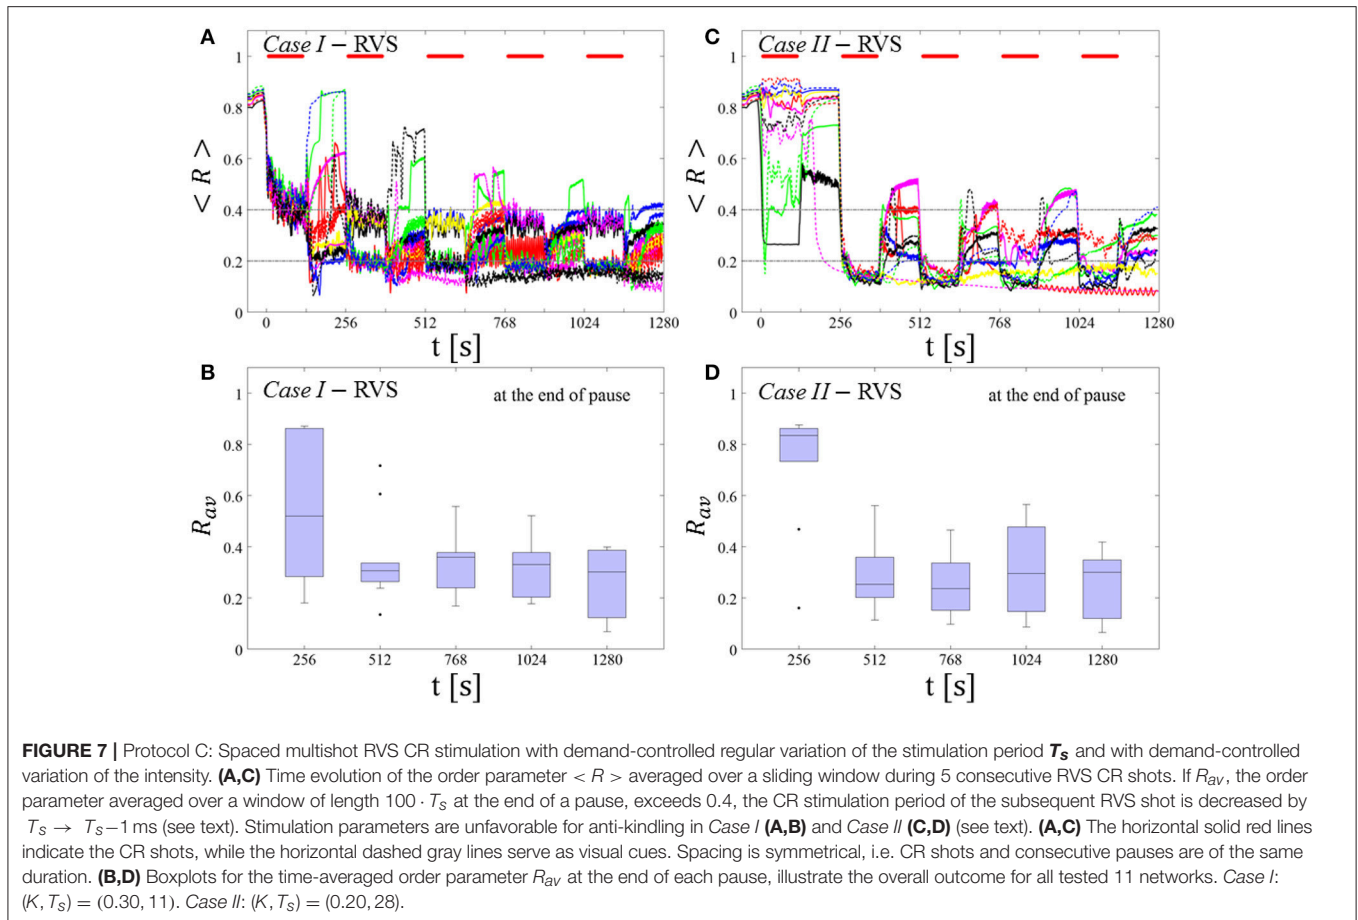 A
Case I – RVS
1
0.8
0.6
0.4
0.2
0
< R >
0
256
512
768
1024
1280
t [s]
C
Case II – RVS
1
0.8
0.6
0.4
0.2
0
< R >
0
256
512
768
1024
1280
t [s]
B
Case I – RVS
at the end of pause
1
0.8
0.6
0.4
0.2
0
R_av
256
512
768
1024
1280
t [s]
D
Case II – RVS
at the end of pause
1
0.8
0.6
0.4
0.2
0
R_av
256
512
768
1024
1280
t [s]
FIGURE 7 | Protocol C: Spaced multishot RVS CR stimulation with demand-controlled regular variation of the stimulation period T_s and with demand-controlled
variation of the intensity. (A,C) Time evolution of the order parameter < R > averaged over a sliding window during 5 consecutive RVS CR shots. If R_av, the order
parameter averaged over a window of length 100 · T_s at the end of a pause, exceeds 0.4, the CR stimulation period of the subsequent RVS shot is decreased by
T_s → T_s−1 ms (see text). Stimulation parameters are unfavorable for anti-kindling in Case I (A,B) and Case II (C,D) (see text). (A,C) The horizontal solid red lines
indicate the CR shots, while the horizontal dashed gray lines serve as visual cues. Spacing is symmetrical, i.e. CR shots and consecutive pauses are of the same
duration. (B,D) Boxplots for the time-averaged order parameter R_av at the end of each pause, illustrate the overall outcome for all tested 11 networks. Case I:
(K, T_s) = (0.30, 11). Case II: (K, T_s) = (0.20, 28).